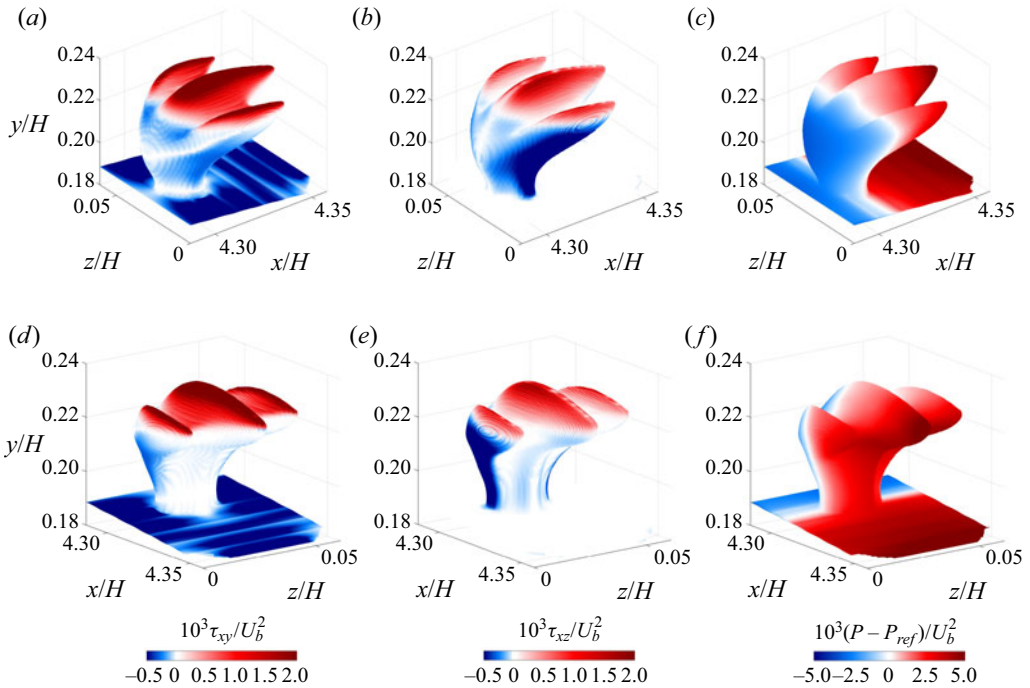 (a) (b) (c)
0.24 0.24 0.24
0.22 0.22 0.22
y/H
0.20 0.20 0.20
0.18 0.18 0.18
0.05 4.35 0.05 4.35 0.05 4.35
z/H 0 4.30 x/H z/H 0 4.30 x/H z/H 0 4.30 x/H
(d) (e) (f)
0.24 0.24 0.24
0.22 0.22 0.22
y/H
0.20 0.20 0.20
0.18 0.18 0.18
4.30 0.05 4.30 0.05 4.30 0.05
x/H 4.35 0 z/H x/H 4.35 0 z/H x/H 4.35 0 z/H
10³τxy/U_b² 10³τxz/U_b² 10³(P – Pref)/U_b²
–0.5 0 0.5 1.0 1.5 2.0 –0.5 0 0.5 1.0 1.5 2.0 –5.0 –2.5 0 2.5 5.0